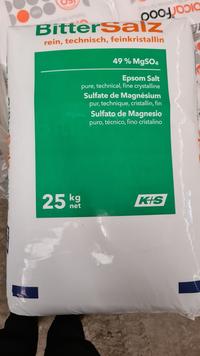 BitterSalz
rein, technisch, feinkristallin
49 % MgSO₄
Epsom Salt
pure, technical, fine crystalline
Sulfate de Magnésium
pur, technique, cristallin, fin
Sulfato de Magnesio
puro, técnico, fino cristalino
25 kg
net
K+S